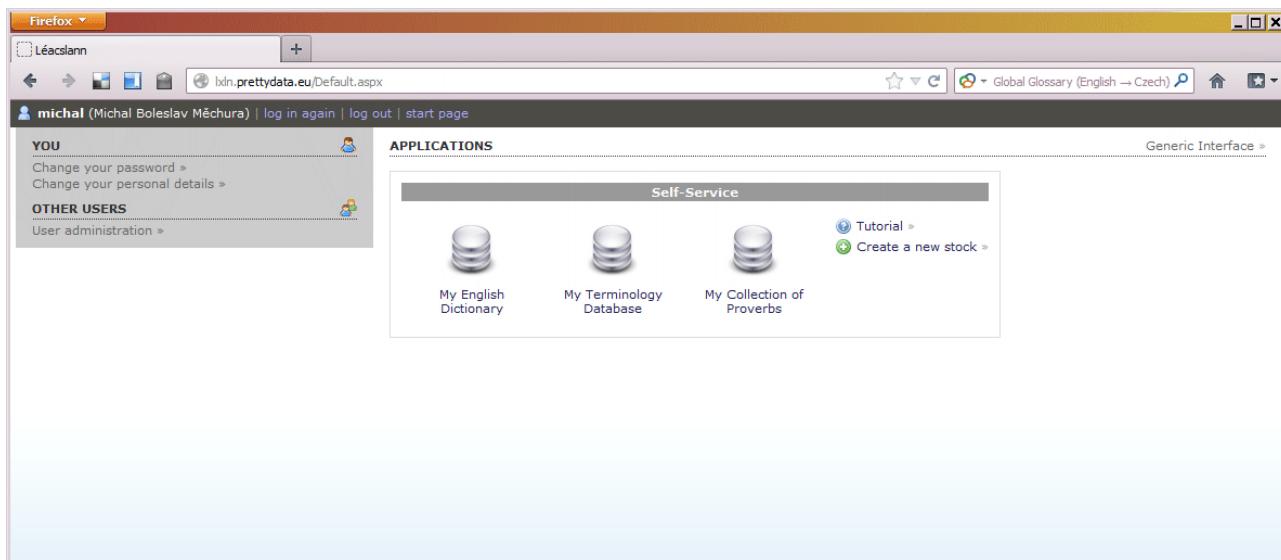 Firefox
Léacslann
lxln.prettydata.eu/Default.aspx
Global Glossary (English → Czech)
michal (Michal Boleslav Měchura) | log in again | log out | start page
YOU
Change your password »
Change your personal details »
OTHER USERS
User administration »
APPLICATIONS
Generic Interface »
Self-Service
My English
Dictionary
My Terminology
Database
My Collection of
Proverbs
Tutorial »
Create a new stock »